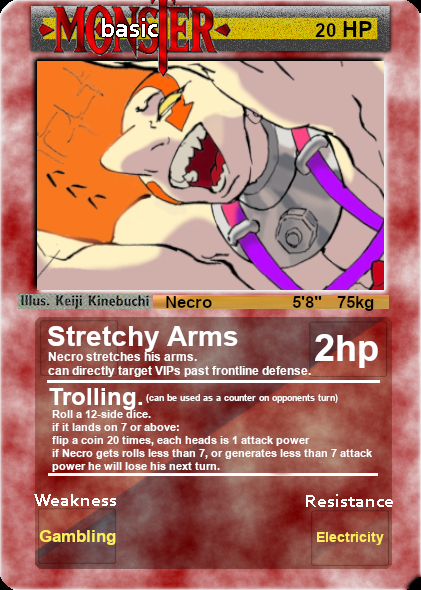 MONSTER
basic
20 HP
Illus. Keiji Kinebuchi
Necro 5'8" 75kg
Stretchy Arms
2hp
Necro stretches his arms.
can directly target VIPs past frontline defense.
Trolling. (can be used as a counter on opponents turn)
Roll a 12-side dice.
if it lands on 7 or above:
flip a coin 20 times, each heads is 1 attack power
if Necro gets rolls less than 7, or generates less than 7 attack
power he will lose his next turn.
Weakness
Resistance
Gambling
Electricity